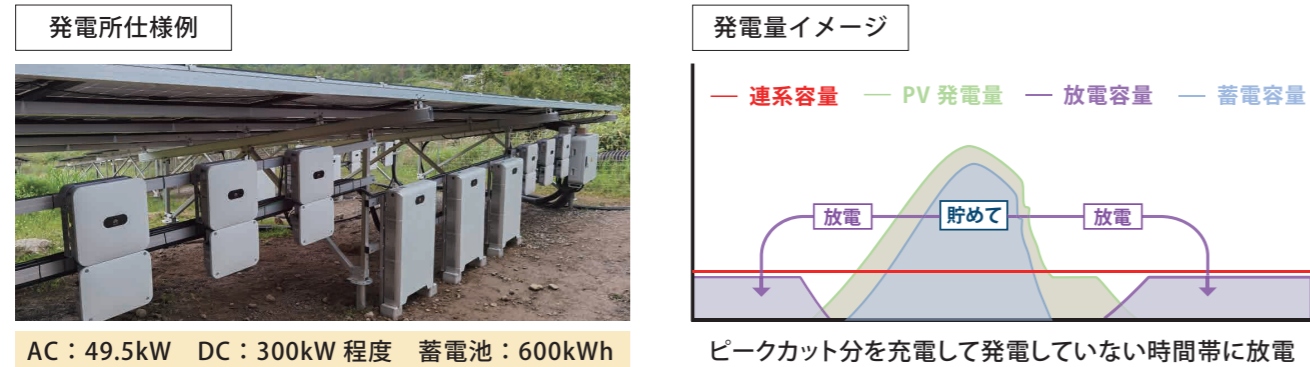 発電所仕様例
AC：49.5kW　DC：300kW 程度　蓄電池：600kWh
発電量イメージ
連系容量　PV 発電量　放電容量　蓄電容量
放電　貯めて　放電
ピークカット分を充電して発電していない時間帯に放電